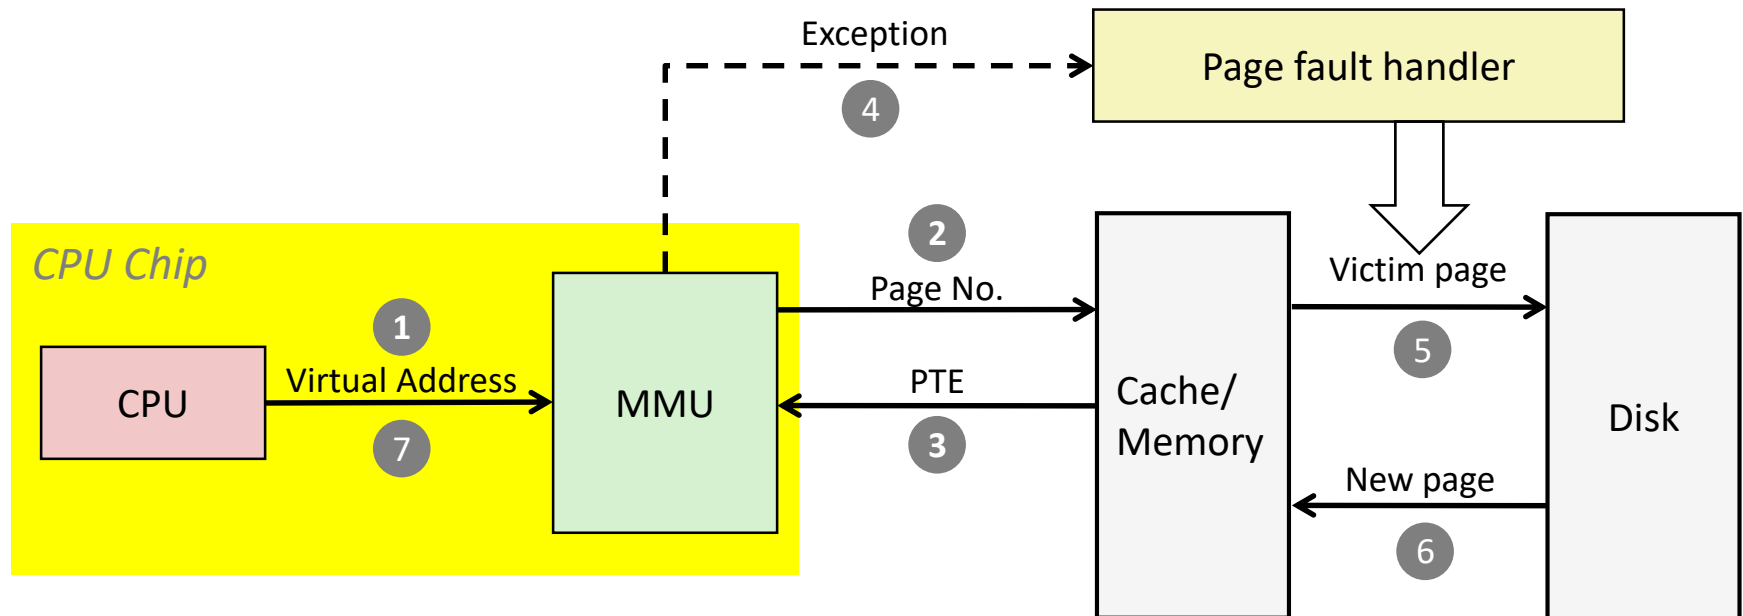 Exception
4
Page fault handler
CPU Chip
2
Page No.
Victim page
5
1
Virtual Address
7
CPU
MMU
PTE
3
Cache/
Memory
Disk
New page
6